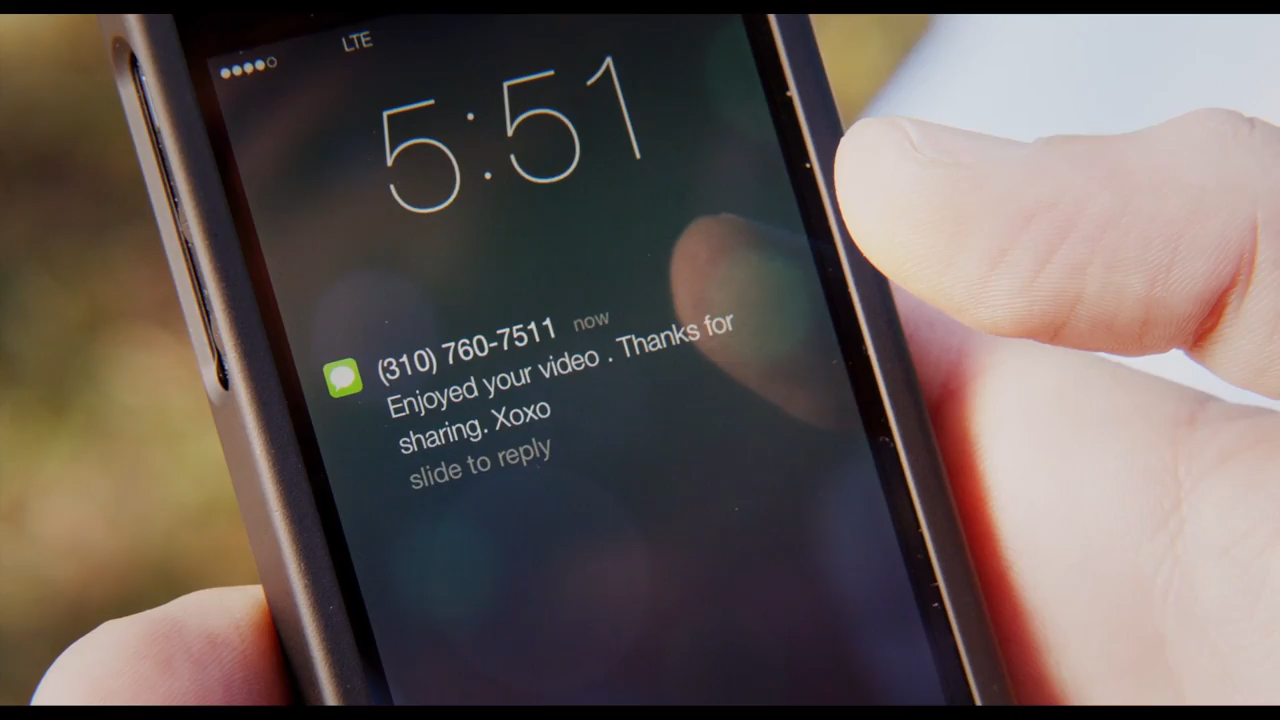 LTE
5:51
(310) 760-7511 now
Enjoyed your video . Thanks for
sharing. Xoxo
slide to reply